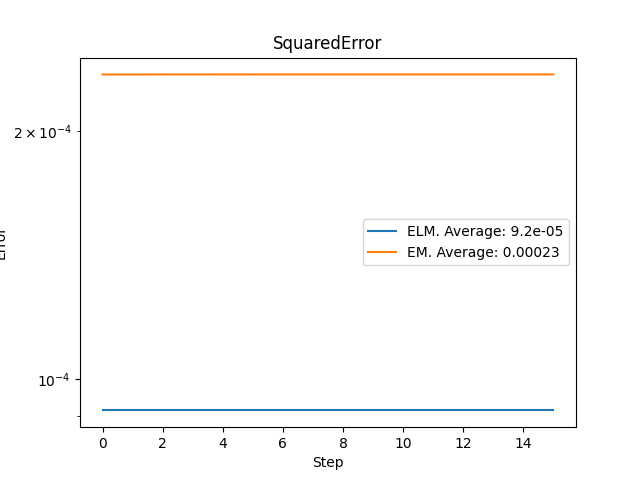 SquaredError
2 × 10⁻⁴
Error
ELM. Average: 9.2e-05
EM. Average: 0.00023
10⁻⁴
0 2 4 6 8 10 12 14
Step